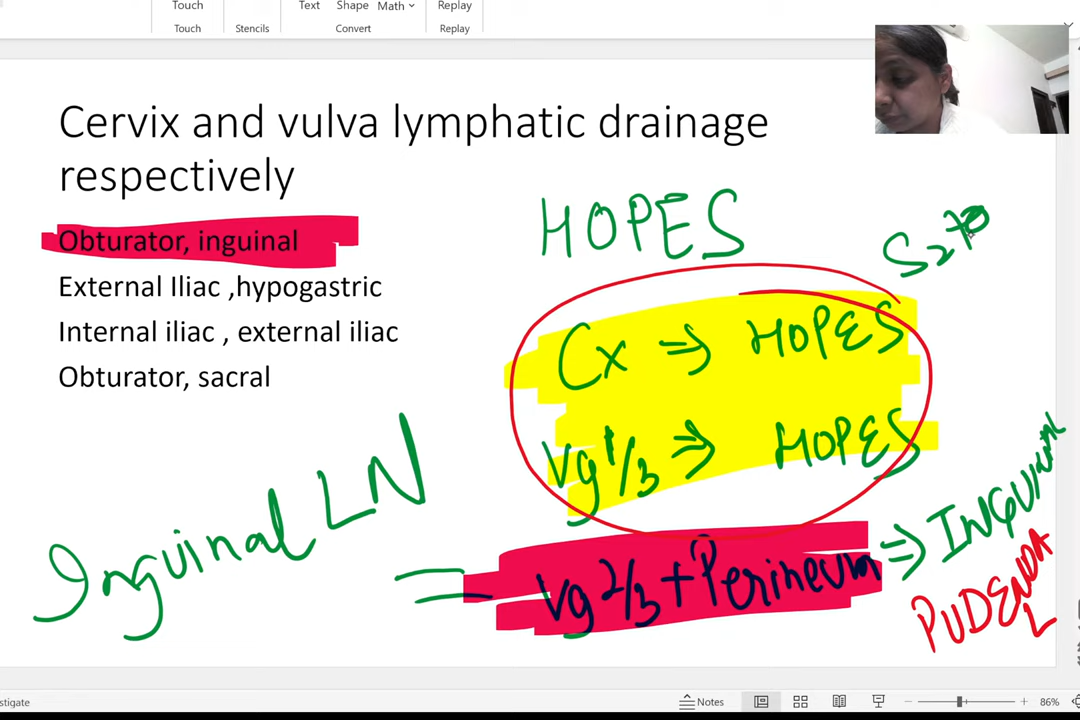 Touch Text Shape Math Replay
Touch Stencils Convert Replay
Cervix and vulva lymphatic drainage
respectively
Obturator, inguinal
External Iliac ,hypogastric
Internal iliac , external iliac
Obturator, sacral
HOPES
Cx ⇒ HOPES
Vg 1/3 ⇒ HOPES
Inguinal LN = Vg 2/3 + Perineum ⇒ INGUINAL
PUDENDAL
Notes 86%